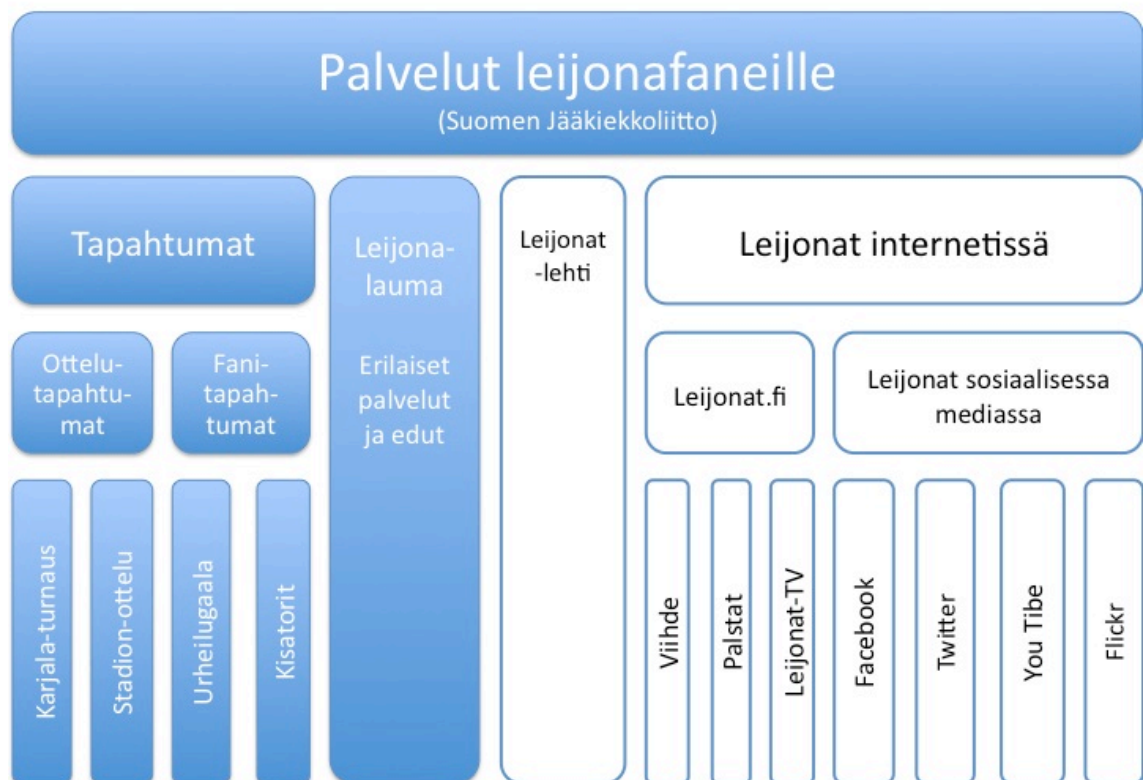 Palvelut leijonafaneille
(Suomen Jääkiekkoliitto)
Tapahtumat
Leijona-
lauma
Erilaiset
palvelut
ja edut
Leijonat
-lehti
Leijonat internetissä
Ottelu-
tapahtu-
mat
Fani-
tapah-
tumat
Leijonat.fi
Leijonat sosiaalisessa
mediassa
Karjala-turnaus
Stadion-ottelu
Urheilugaala
Kisatorit
Viihde
Palstat
Leijonat-TV
Facebook
Twitter
You Tibe
Flickr